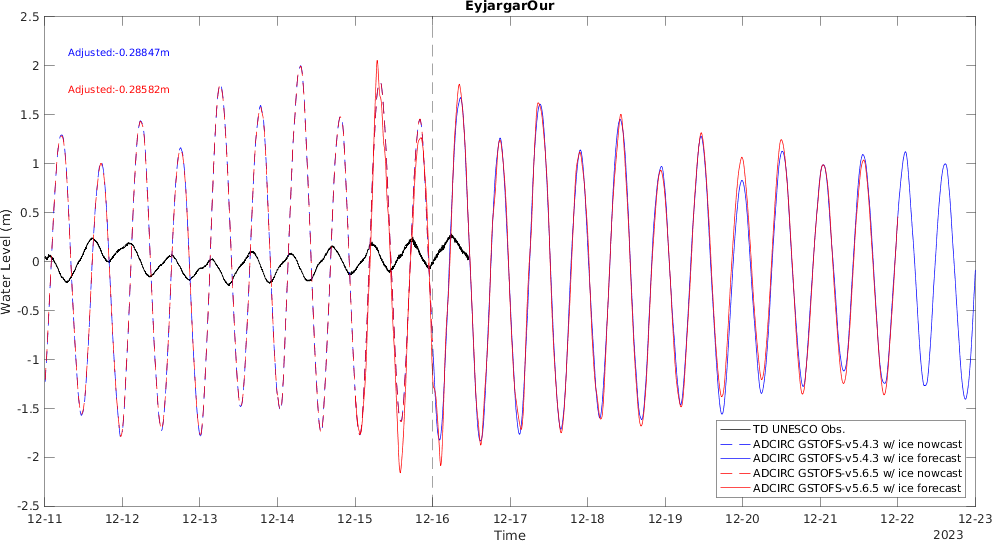 EyjargarOur
2.5
2
1.5
1
0.5
0
-0.5
-1
-1.5
-2
-2.5
Water Level (m)
Adjusted:-0.28847m
Adjusted:-0.28582m
TD UNESCO Obs.
ADCIRC GSTOFS-v5.4.3 w/ ice nowcast
ADCIRC GSTOFS-v5.4.3 w/ ice forecast
ADCIRC GSTOFS-v5.6.5 w/ ice nowcast
ADCIRC GSTOFS-v5.6.5 w/ ice forecast
12-11 12-12 12-13 12-14 12-15 12-16 12-17 12-18 12-19 12-20 12-21 12-22 12-23
Time
2023